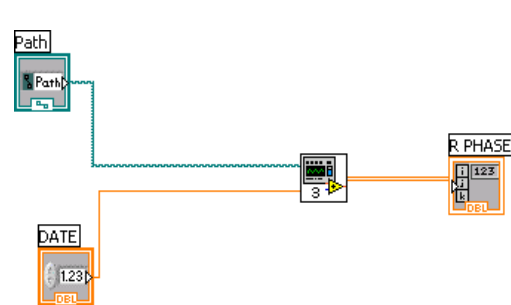 Path
Path
R PHASE
i 123
j
k
DBL
3
DATE
1.23
DBL